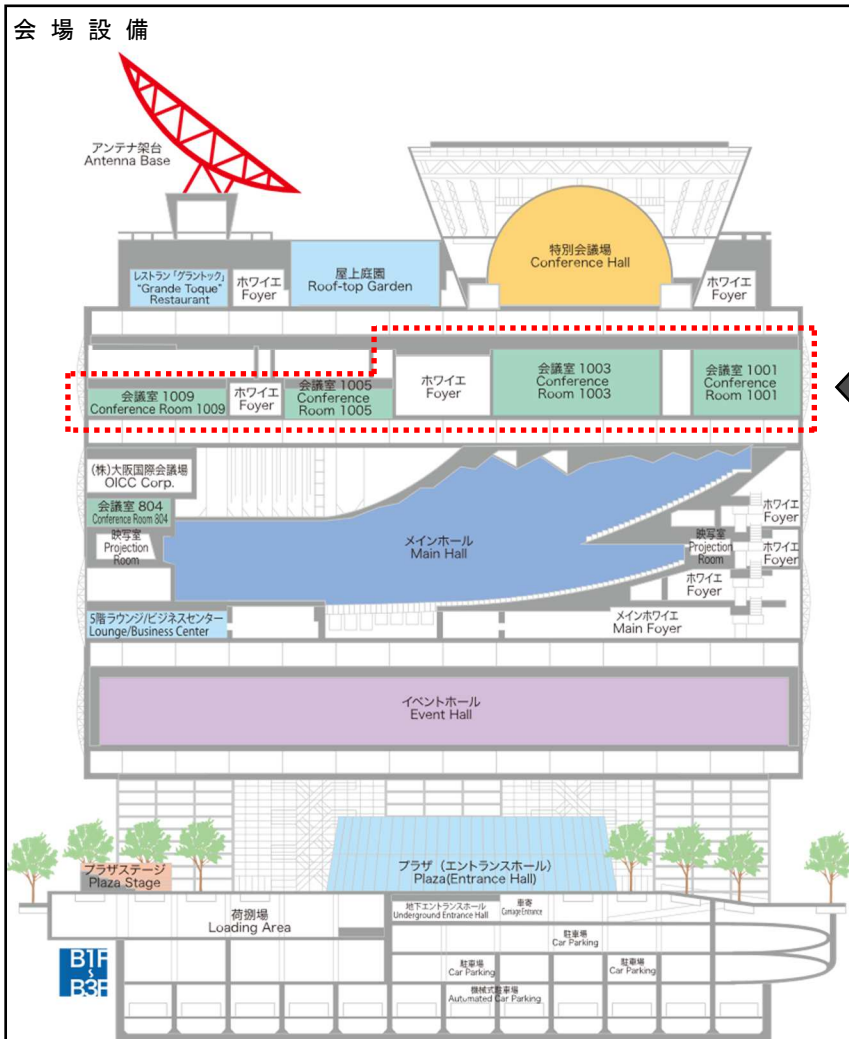 会場設備
アンテナ架台
Antenna Base
特別会議場
Conference Hall
レストラン「グラントック」
"Grande Toque"
Restaurant
ホワイエ
Foyer
屋上庭園
Roof-top Garden
ホワイエ
Foyer
会議室 1009
Conference Room 1009
ホワイエ
Foyer
会議室 1005
Conference
Room 1005
ホワイエ
Foyer
会議室 1003
Conference
Room 1003
会議室 1001
Conference
Room 1001
(株)大阪国際会議場
OICC Corp.
会議室 804
Conference Room 804
映写室
Projection
Room
メインホール
Main Hall
映写室
Projection
Room
ホワイエ
Foyer
ホワイエ
Foyer
ホワイエ
Foyer
5階ラウンジ/ビジネスセンター
Lounge/Business Center
メインホワイエ
Main Foyer
イベントホール
Event Hall
プラザステージ
Plaza Stage
プラザ（エントランスホール）
Plaza(Entrance Hall)
荷捌場
Loading Area
地下エントランスホール
Underground Entrance Hall
車寄
Carriage Entrance
駐車場
Car Parking
駐車場
Car Parking
駐車場
Car Parking
機械式駐車場
Automated Car Parking
B1F
~
B3F